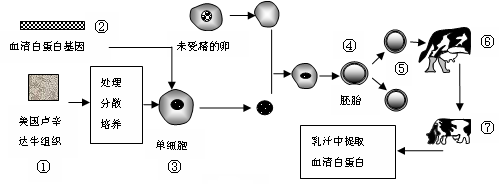 ②
血清白蛋白基因
未受精的卵
④
⑤
⑥
胚胎
处理
分散
培养
美国卢辛
达牛组织
①
单细胞
③
⑦
乳汁中提取
血清白蛋白